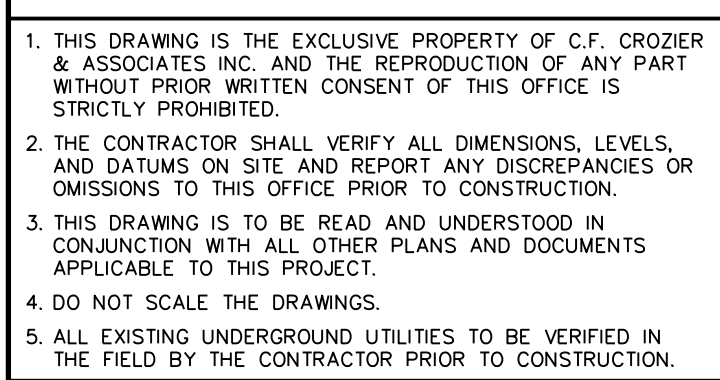 1. THIS DRAWING IS THE EXCLUSIVE PROPERTY OF C.F. CROZIER
& ASSOCIATES INC. AND THE REPRODUCTION OF ANY PART
WITHOUT PRIOR WRITTEN CONSENT OF THIS OFFICE IS
STRICTLY PROHIBITED.
2. THE CONTRACTOR SHALL VERIFY ALL DIMENSIONS, LEVELS,
AND DATUMS ON SITE AND REPORT ANY DISCREPANCIES OR
OMISSIONS TO THIS OFFICE PRIOR TO CONSTRUCTION.
3. THIS DRAWING IS TO BE READ AND UNDERSTOOD IN
CONJUNCTION WITH ALL OTHER PLANS AND DOCUMENTS
APPLICABLE TO THIS PROJECT.
4. DO NOT SCALE THE DRAWINGS.
5. ALL EXISTING UNDERGROUND UTILITIES TO BE VERIFIED IN
THE FIELD BY THE CONTRACTOR PRIOR TO CONSTRUCTION.